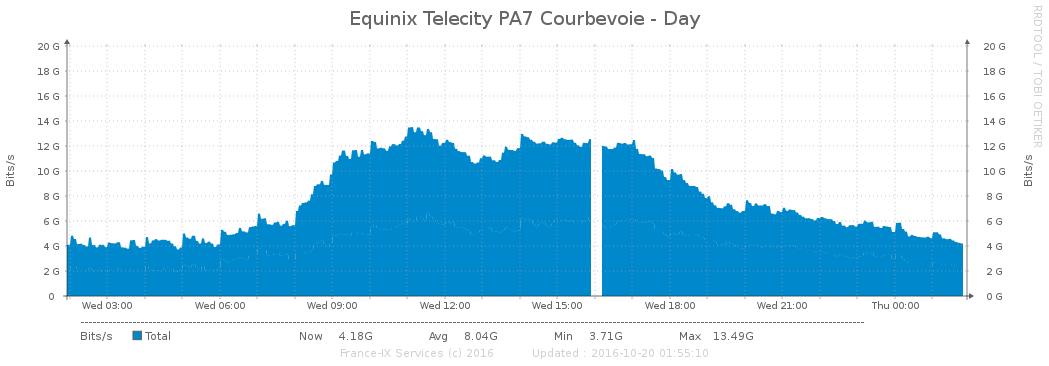 Equinix Telecity PA7 Courbevoie - Day
RRDTOOL / TOBI OETIKER
Bits/s
20 G 20 G
18 G 18 G
16 G 16 G
14 G 14 G
12 G 12 G
10 G 10 G
8 G 8 G
6 G 6 G
4 G 4 G
2 G 2 G
0 0 G
Bits/s
Wed 03:00 Wed 06:00 Wed 09:00 Wed 12:00 Wed 15:00 Wed 18:00 Wed 21:00 Thu 00:00
Bits/s Total Now 4.18G Avg 8.04G Min 3.71G Max 13.49G
France-IX Services (c) 2016 Updated : 2016-10-20 01:55:10